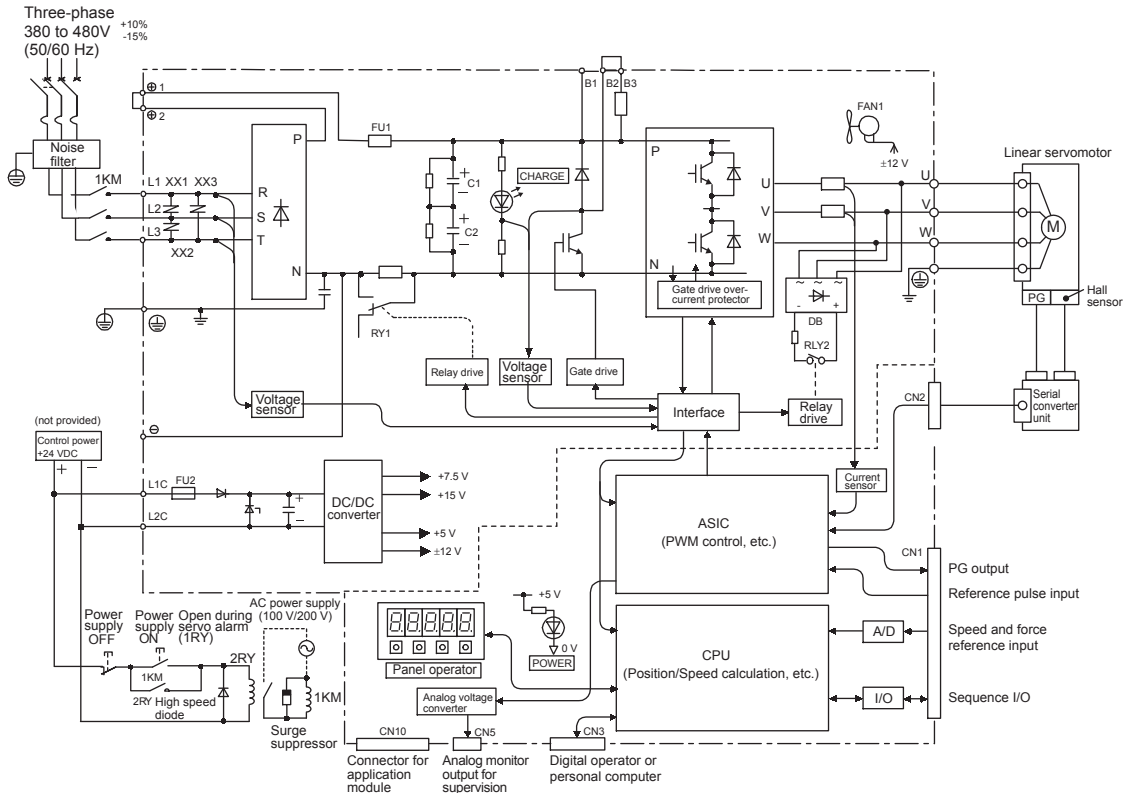 Three-phase
380 to 480V +10%
-15%
(50/60 Hz)
Noise
filter
1KM
⊕ 1
⊕ 2
L1 XX1 XX3
L2
L3
XX2
P
R
S
T
N
FU1
C1
C2
CHARGE
B1 B2 B3
P
N
U
V
W
Gate drive over-
current protector
FAN1
±12 V
U
V
W
Linear servomotor
M
PG
Hall
sensor
Serial
converter
unit
DB
RLY2
RY1
Relay drive
Voltage
sensor
Gate drive
Voltage
sensor
Interface
Relay
drive
CN2
Current
sensor
(not provided)
Control power
+24 VDC
+ −
⊖
L1C FU2
L2C
DC/DC
converter
+7.5 V
+15 V
+5 V
±12 V
ASIC
(PWM control, etc.)
CN1
PG output
Reference pulse input
Speed and force
reference input
A/D
CPU
(Position/Speed calculation, etc.)
I/O
Sequence I/O
Power
supply
OFF
Power
supply
ON
Open during
servo alarm
(1RY)
1KM
2RY High speed
diode
2RY
AC power supply
(100 V/200 V)
1KM
Surge
suppressor
8.8.8.8.8.
Panel operator
+5 V
0 V
POWER
Analog voltage
converter
CN10
Connector for
application
module
CN5
Analog monitor
output for
supervision
CN3
Digital operator or
personal computer